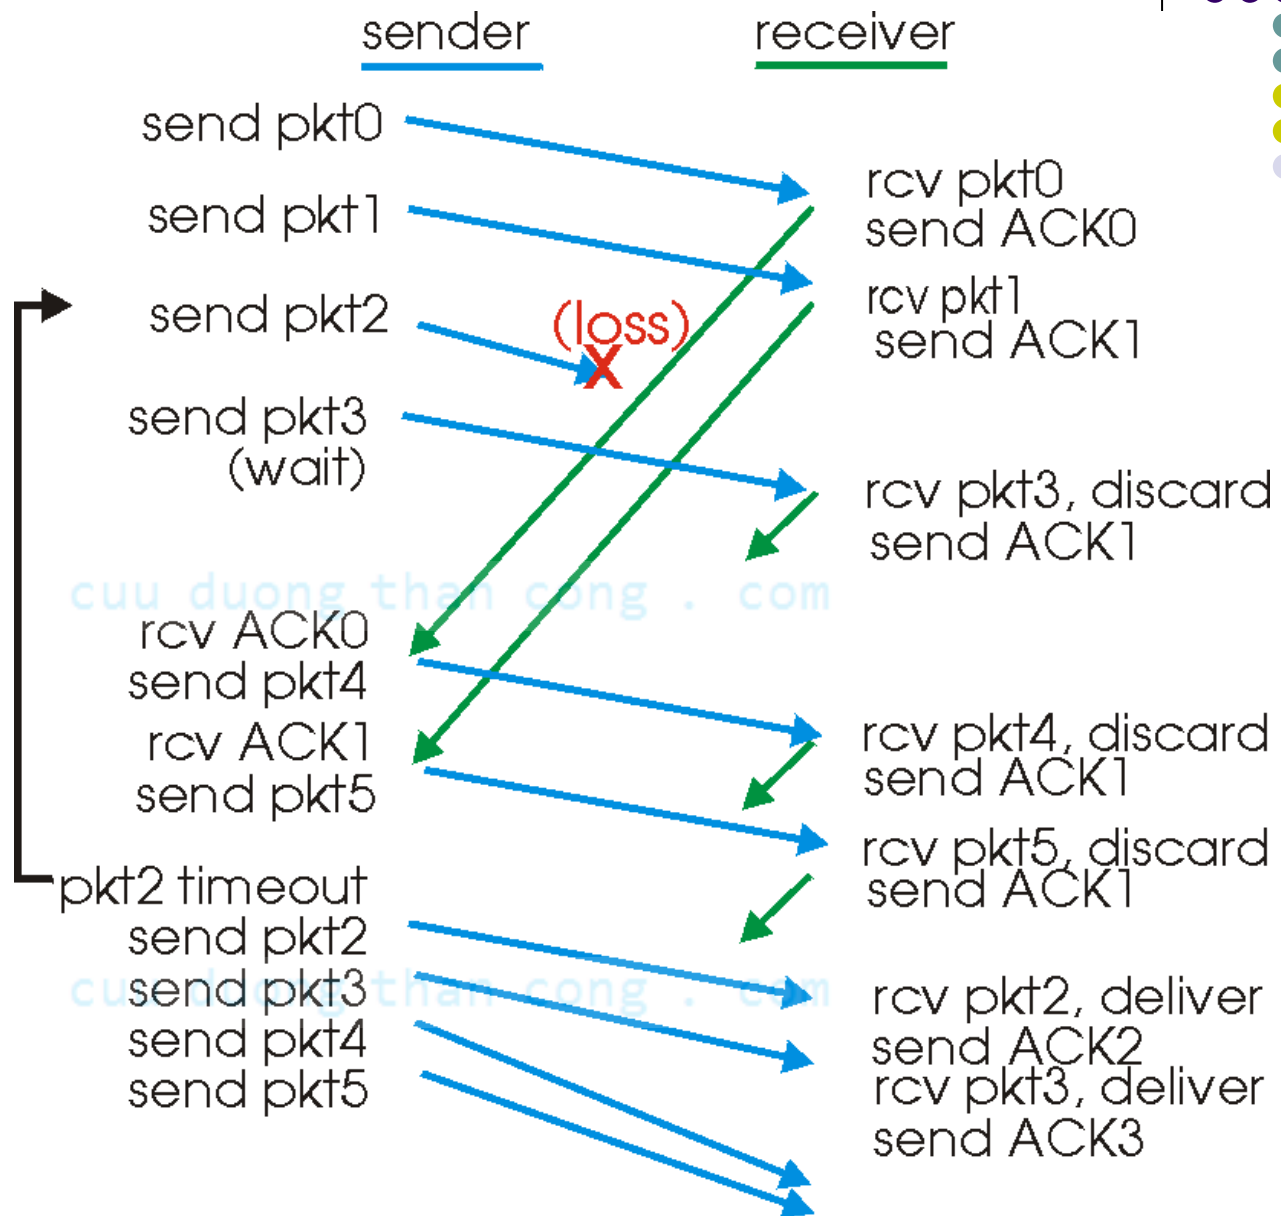 sender
receiver
send pkt0
rcv pkt0
send ACK0
send pkt1
rcv pkt1
send ACK1
send pkt2
(loss)
X
send pkt3
(wait)
rcv pkt3, discard
send ACK1
cuu duong than cong . com
rcv ACK0
send pkt4
rcv ACK1
send pkt5
rcv pkt4, discard
send ACK1
rcv pkt5, discard
send ACK1
pkt2 timeout
send pkt2
send pkt3
send pkt4
send pkt5
cuu duong than cong . com
rcv pkt2, deliver
send ACK2
rcv pkt3, deliver
send ACK3